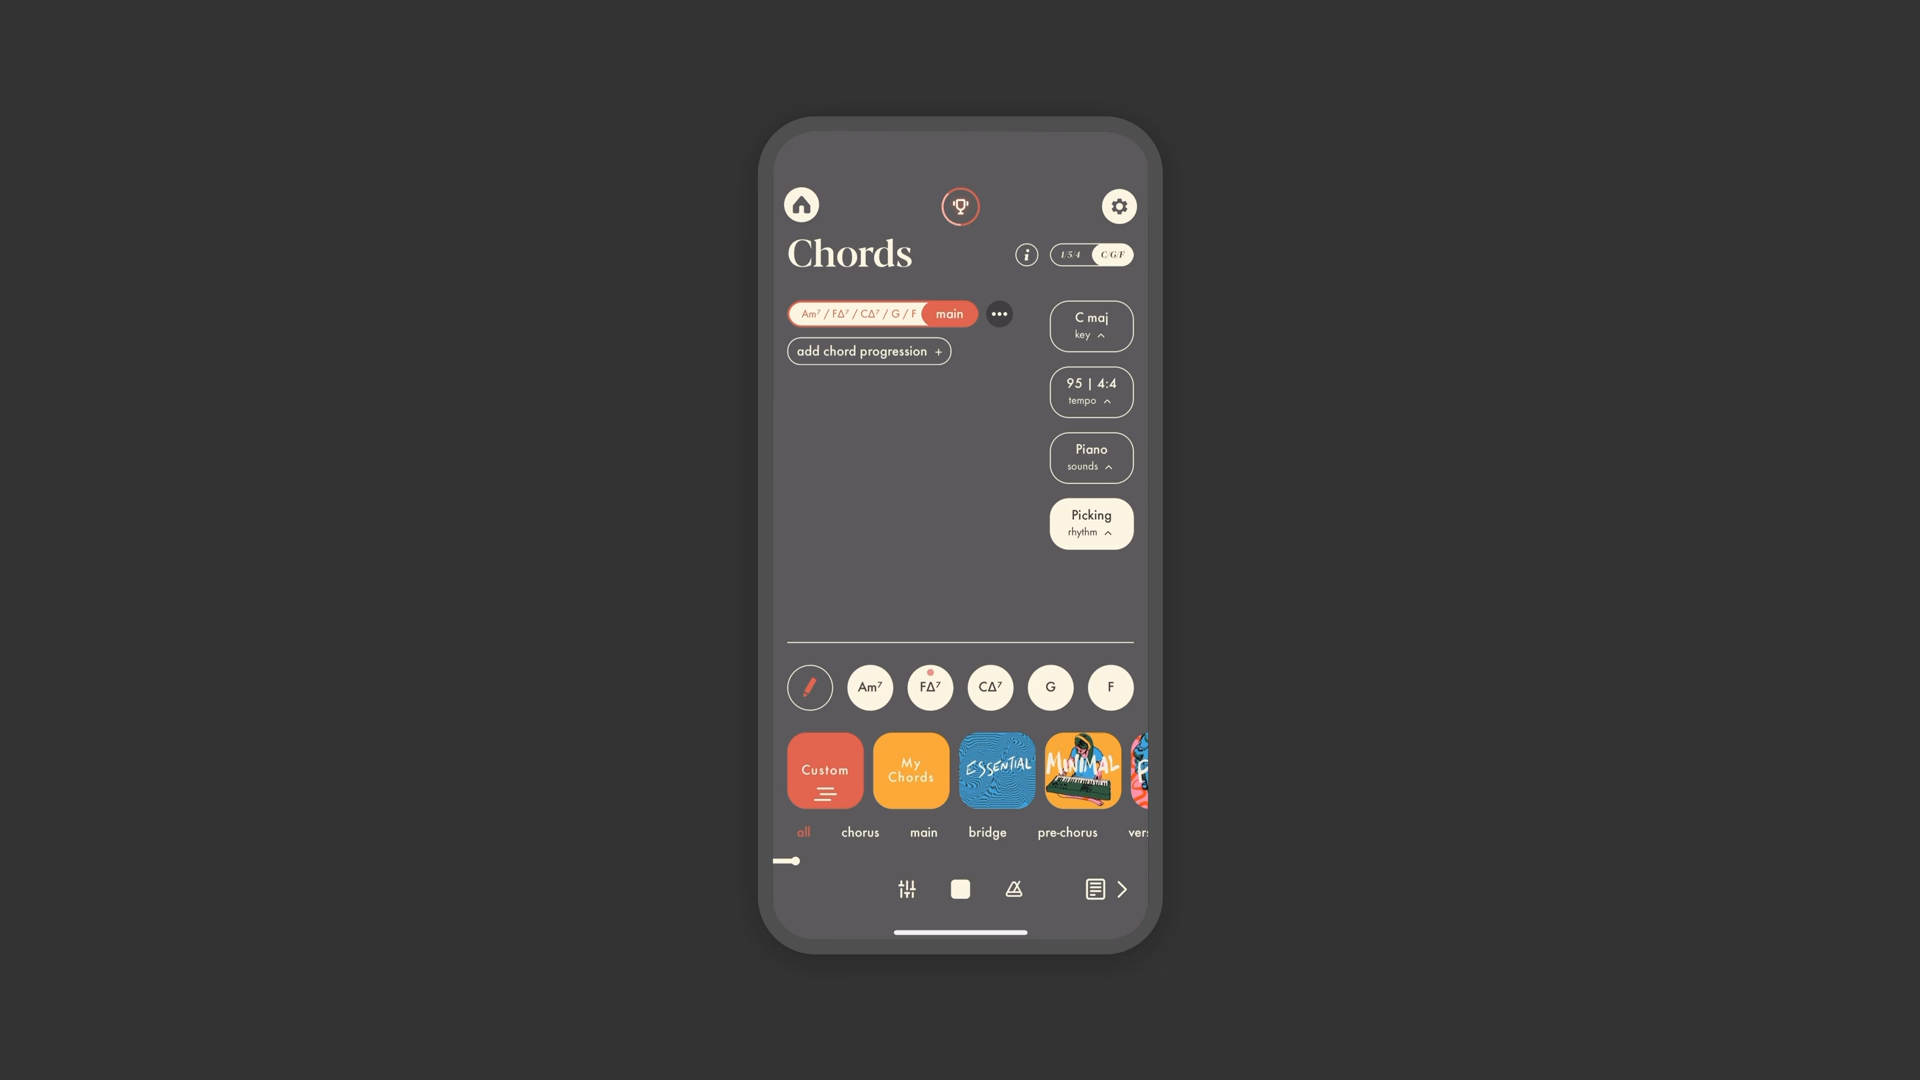 Chords
i
1/5/4
C/G/F
Am⁷ / FΔ⁷ / CΔ⁷ / G / F
main
add chord progression +
C maj
key
95 | 4:4
tempo
Piano
sounds
Picking
rhythm
Am⁷
FΔ⁷
CΔ⁷
G
F
Custom
My
Chords
ESSENTIAL
MINIMAL
all
chorus
main
bridge
pre-chorus